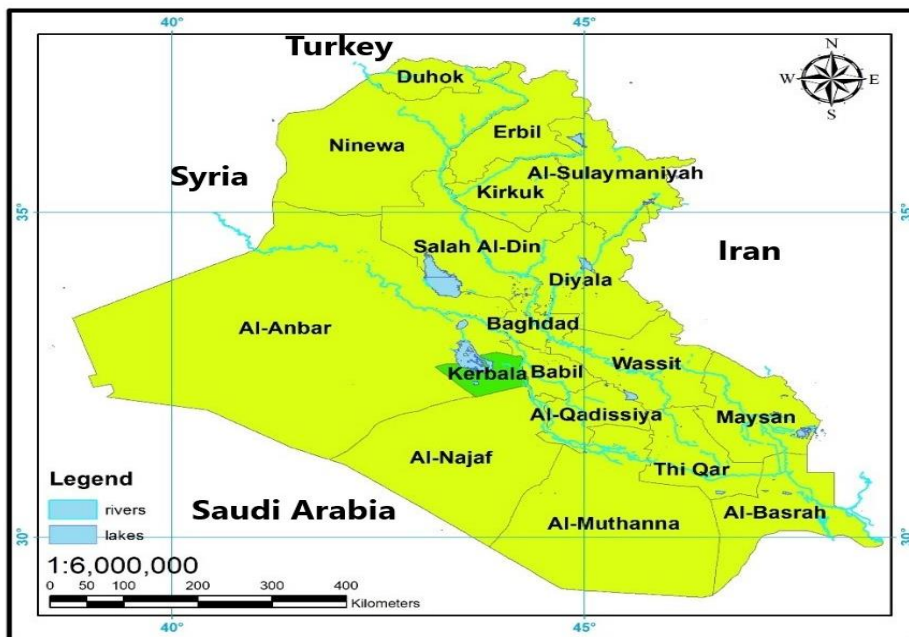 40°
45°
Turkey
N
W
E
S
Duhok
Ninewa
Erbil
Syria
Al-Sulaymaniyah
Kirkuk
35°
35°
Salah Al-Din
Iran
Diyala
Al-Anbar
Baghdad
Wassit
Kerbala
Babil
Al-Qadissiya
Maysan
Al-Najaf
Thi Qar
Legend
rivers
lakes
Saudi Arabia
Al-Muthanna
Al-Basrah
30°
30°
1:6,000,000
0 50 100 200 300 400
Kilometers
40°
45°